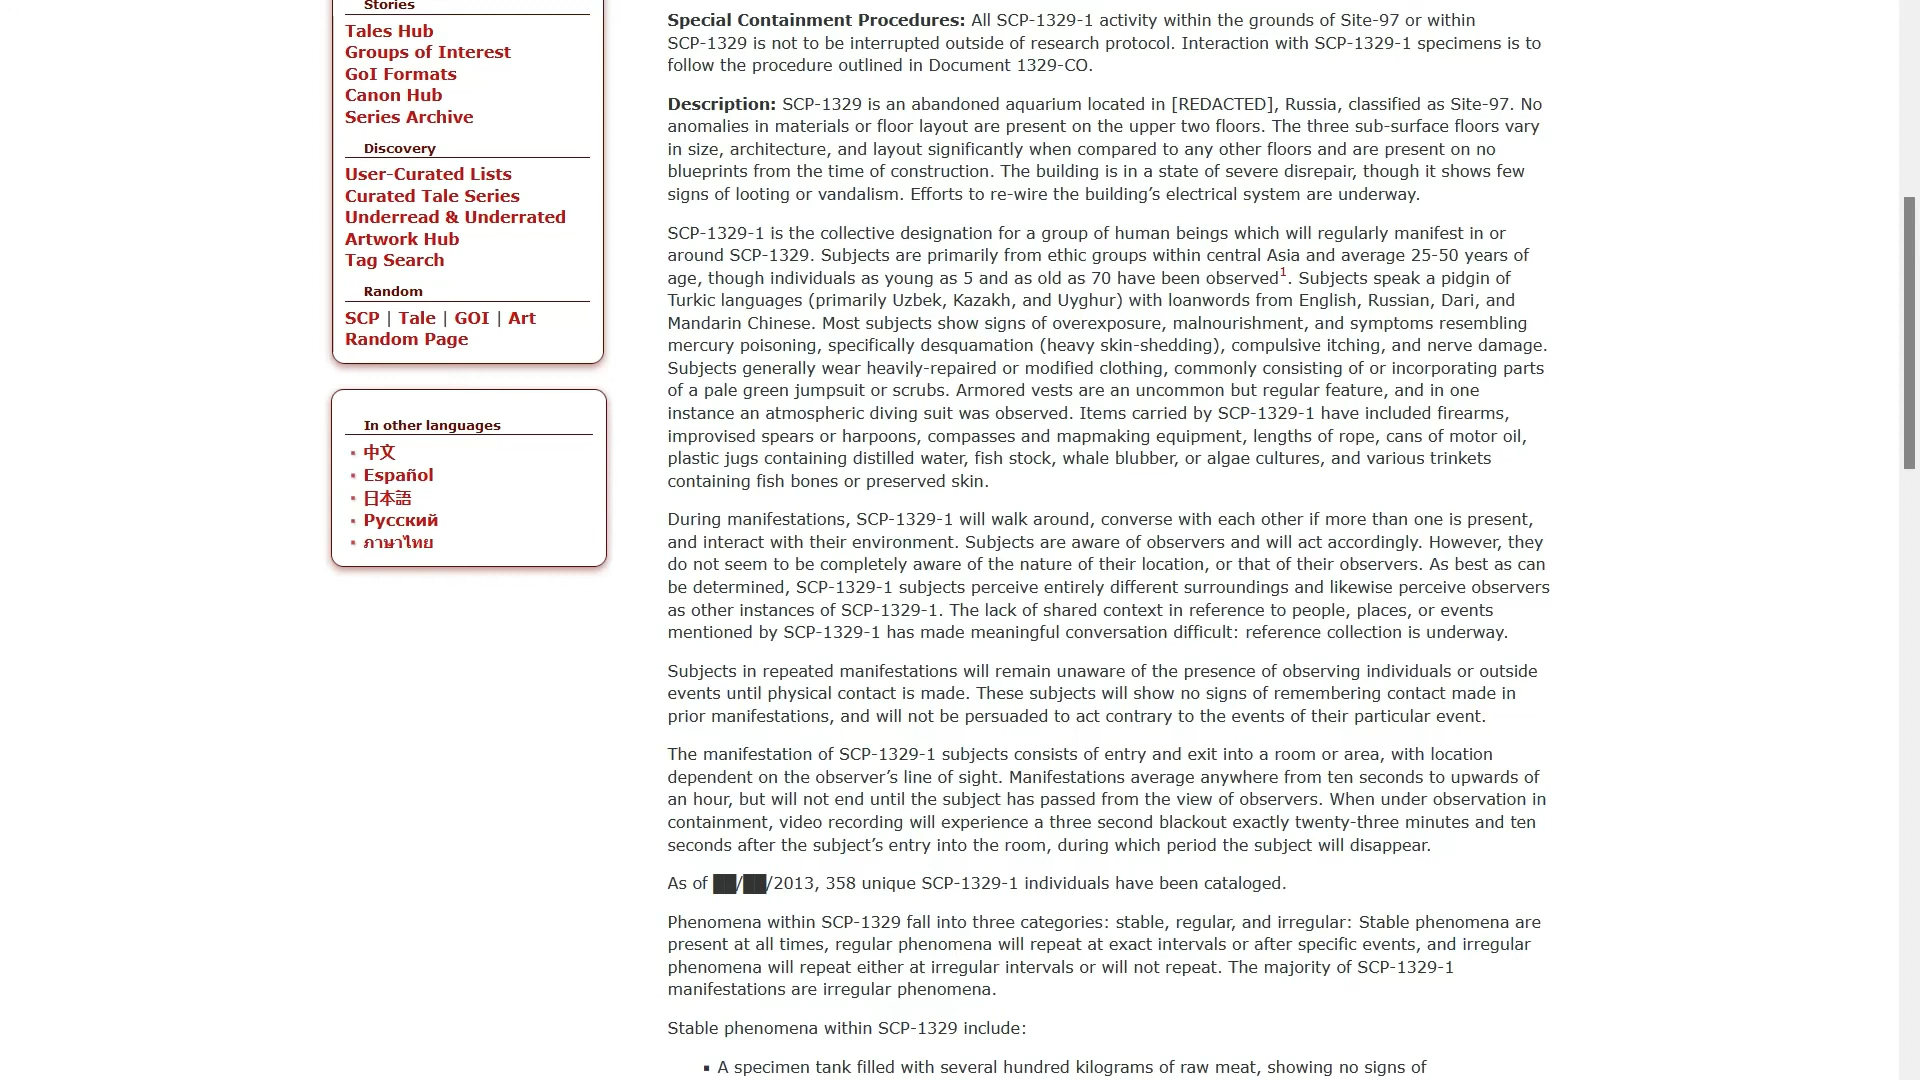 Stories
Tales Hub
Groups of Interest
GoI Formats
Canon Hub
Series Archive
Discovery
User-Curated Lists
Curated Tale Series
Underread & Underrated
Artwork Hub
Tag Search
Random
SCP | Tale | GOI | Art
Random Page
In other languages
中文
Español
日本語
Русский
ภาษาไทย
Special Containment Procedures: All SCP-1329-1 activity within the grounds of Site-97 or within
SCP-1329 is not to be interrupted outside of research protocol. Interaction with SCP-1329-1 specimens is to
follow the procedure outlined in Document 1329-CO.
Description: SCP-1329 is an abandoned aquarium located in [REDACTED], Russia, classified as Site-97. No
anomalies in materials or floor layout are present on the upper two floors. The three sub-surface floors vary
in size, architecture, and layout significantly when compared to any other floors and are present on no
blueprints from the time of construction. The building is in a state of severe disrepair, though it shows few
signs of looting or vandalism. Efforts to re-wire the building’s electrical system are underway.
SCP-1329-1 is the collective designation for a group of human beings which will regularly manifest in or
around SCP-1329. Subjects are primarily from ethic groups within central Asia and average 25-50 years of
age, though individuals as young as 5 and as old as 70 have been observed1. Subjects speak a pidgin of
Turkic languages (primarily Uzbek, Kazakh, and Uyghur) with loanwords from English, Russian, Dari, and
Mandarin Chinese. Most subjects show signs of overexposure, malnourishment, and symptoms resembling
mercury poisoning, specifically desquamation (heavy skin-shedding), compulsive itching, and nerve damage.
Subjects generally wear heavily-repaired or modified clothing, commonly consisting of or incorporating parts
of a pale green jumpsuit or scrubs. Armored vests are an uncommon but regular feature, and in one
instance an atmospheric diving suit was observed. Items carried by SCP-1329-1 have included firearms,
improvised spears or harpoons, compasses and mapmaking equipment, lengths of rope, cans of motor oil,
plastic jugs containing distilled water, fish stock, whale blubber, or algae cultures, and various trinkets
containing fish bones or preserved skin.
During manifestations, SCP-1329-1 will walk around, converse with each other if more than one is present,
and interact with their environment. Subjects are aware of observers and will act accordingly. However, they
do not seem to be completely aware of the nature of their location, or that of their observers. As best as can
be determined, SCP-1329-1 subjects perceive entirely different surroundings and likewise perceive observers
as other instances of SCP-1329-1. The lack of shared context in reference to people, places, or events
mentioned by SCP-1329-1 has made meaningful conversation difficult: reference collection is underway.
Subjects in repeated manifestations will remain unaware of the presence of observing individuals or outside
events until physical contact is made. These subjects will show no signs of remembering contact made in
prior manifestations, and will not be persuaded to act contrary to the events of their particular event.
The manifestation of SCP-1329-1 subjects consists of entry and exit into a room or area, with location
dependent on the observer’s line of sight. Manifestations average anywhere from ten seconds to upwards of
an hour, but will not end until the subject has passed from the view of observers. When under observation in
containment, video recording will experience a three second blackout exactly twenty-three minutes and ten
seconds after the subject’s entry into the room, during which period the subject will disappear.
As of ██/██/2013, 358 unique SCP-1329-1 individuals have been cataloged.
Phenomena within SCP-1329 fall into three categories: stable, regular, and irregular: Stable phenomena are
present at all times, regular phenomena will repeat at exact intervals or after specific events, and irregular
phenomena will repeat either at irregular intervals or will not repeat. The majority of SCP-1329-1
manifestations are irregular phenomena.
Stable phenomena within SCP-1329 include:
▪ A specimen tank filled with several hundred kilograms of raw meat, showing no signs of